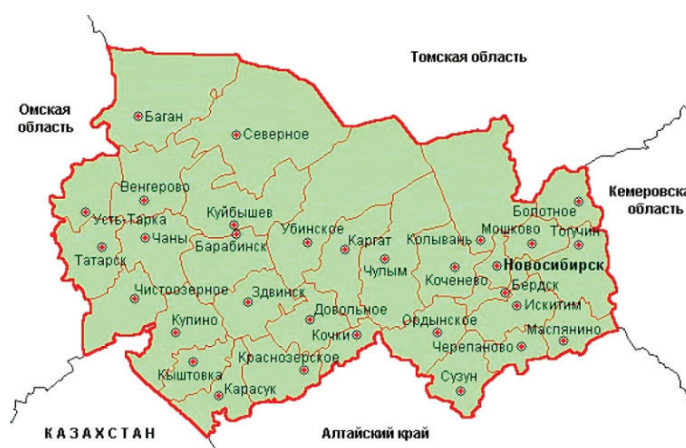 Томская область
Омская
область
Баган
Северное
Кемеровска
область
Венгерово
Болотное
Усть-Тарка
Куйбышев
Чаны
Барабинск
Убинское
Каргат
Колывань
Мошково
Тогучин
Татарск
Чулым
Коченево
Новосибирск
Бердск
Чистоозерное
Здвинск
Довольное
Искитим
Купино
Кочки
Ордынское
Маслянино
Черепаново
Краснозерское
Кыштовка
Карасук
Сузун
КАЗАХСТАН
Алтайский край